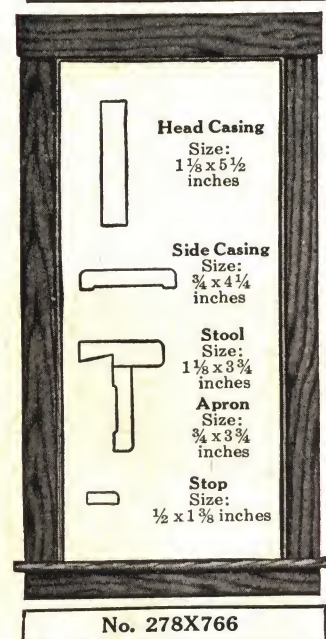 Head Casing
Size:
1⅛ x 5½
inches
Side Casing
Size:
¾ x 4¼
inches
Stool
Size:
1⅛ x 3¾
inches
Apron
Size:
¾ x 3¾
inches
Stop
Size:
½ x 1⅜ inches
No. 278X766